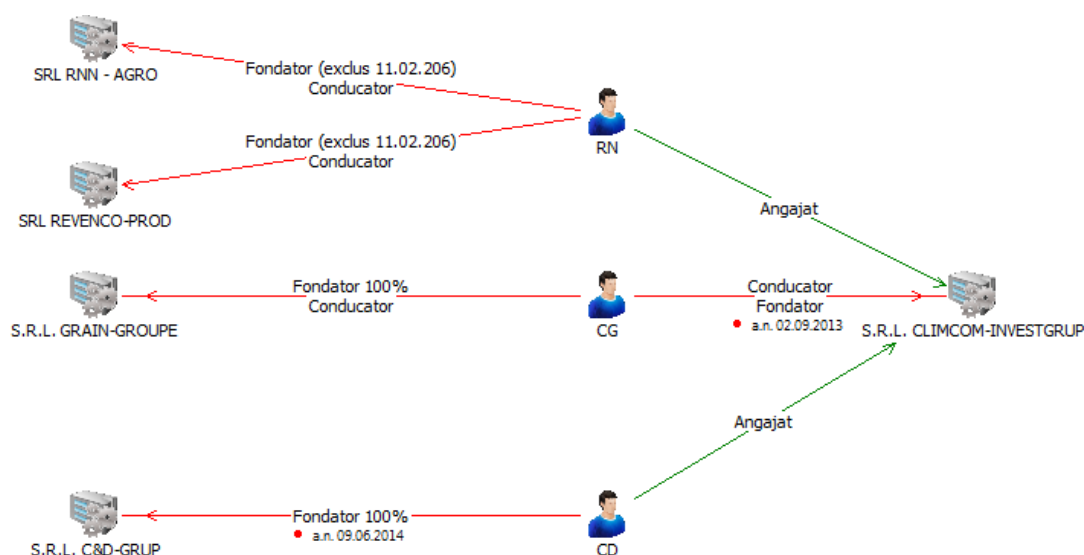 SRL RNN - AGRO
Fondator (exclus 11.02.206)
Conducator
Fondator (exclus 11.02.206)
Conducator
RN
SRL REVENCO-PROD
Angajat
Fondator 100%
Conducator
Conducator
Fondator
a.n. 02.09.2013
S.R.L. GRAIN-GROUPE
CG
S.R.L. CLIMCOM-INVESTGRUP
Angajat
Fondator 100%
a.n. 09.06.2014
S.R.L. C&D-GRUP
CD